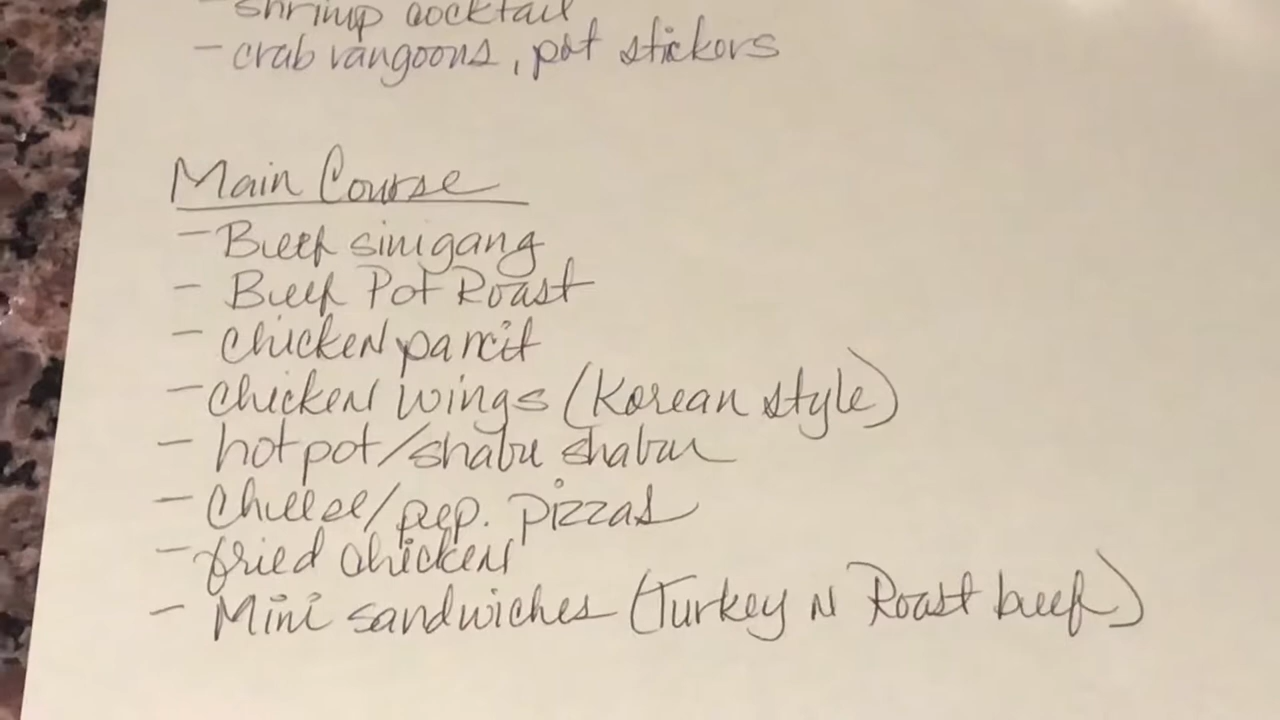 - shrimp cocktail
- crab rangoons, pot stickers
Main Course
- Beef sinigang
- Beef Pot Roast
- chicken pancit
- chicken wings (Korean style)
- hot pot/shabu shabu
- Cheese/pep. pizzas
- fried chicken
- Mini sandwiches (Turkey N Roast beef)